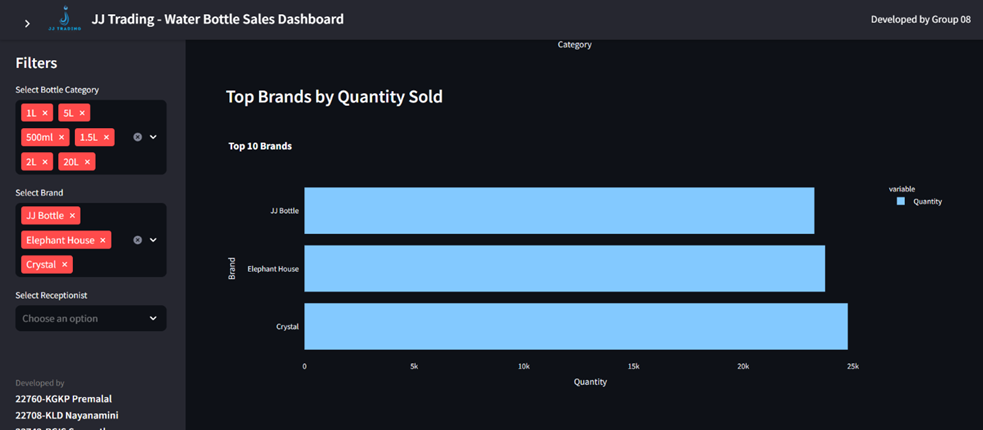 JJ TRADING
JJ Trading - Water Bottle Sales Dashboard
Developed by Group 08
Filters
Select Bottle Category
1L × 5L ×
500ml × 1.5L ×
2L × 20L ×
Select Brand
JJ Bottle ×
Elephant House ×
Crystal ×
Select Receptionist
Choose an option
Developed by
22760-KGKP Premalal
22708-KLD Nayanamini
Category
Top Brands by Quantity Sold
Top 10 Brands
variable
Quantity
JJ Bottle
Elephant House
Crystal
Brand
0 5k 10k 15k 20k 25k
Quantity